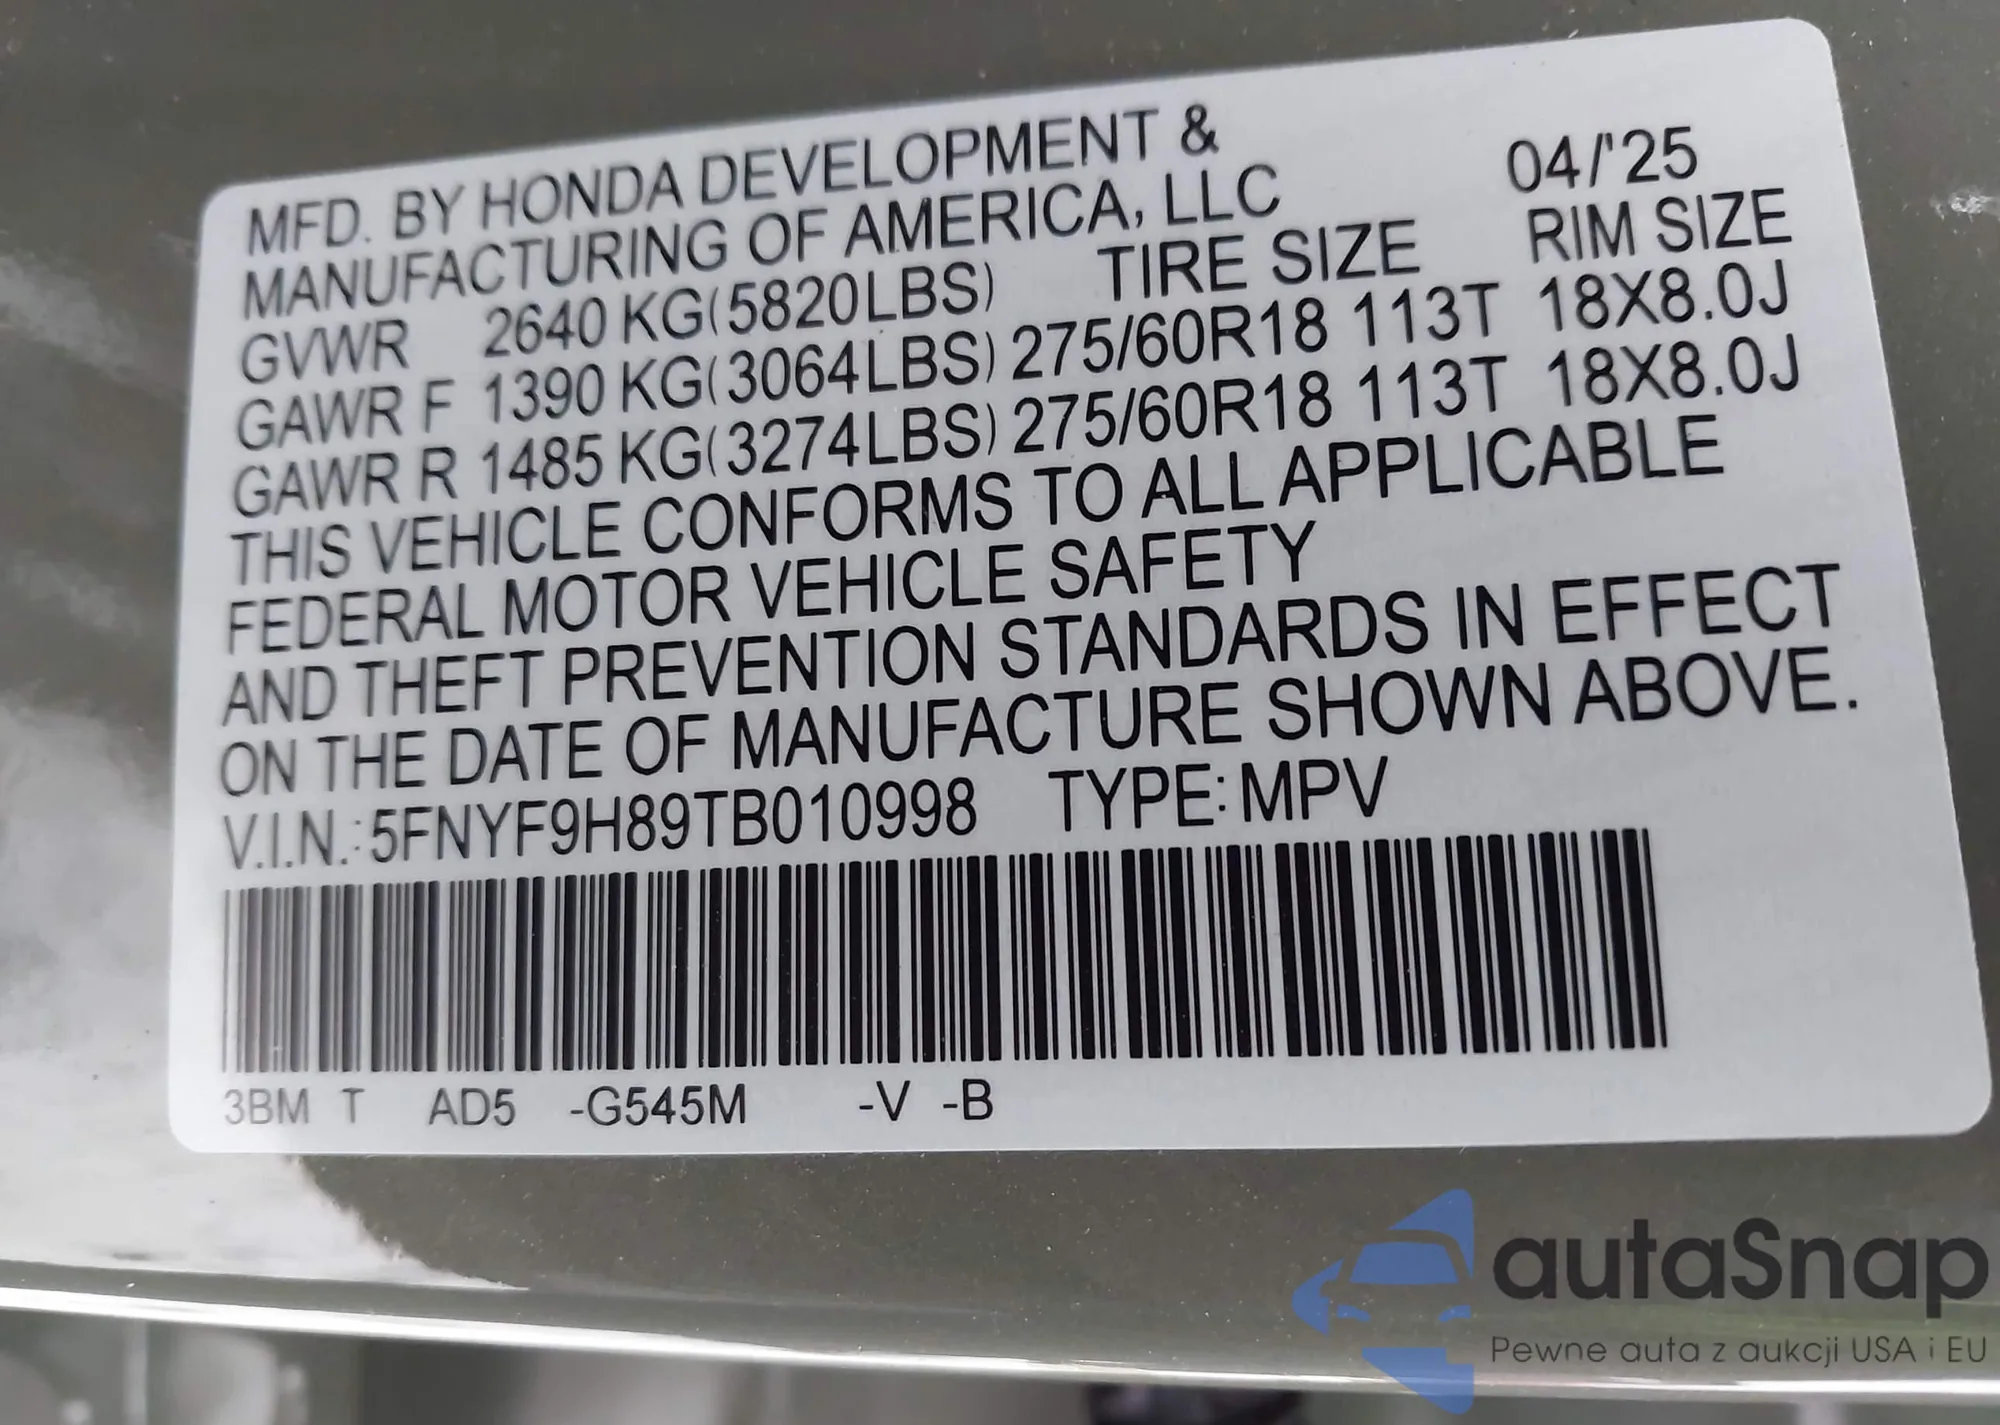 MFD. BY HONDA DEVELOPMENT &
MANUFACTURING OF AMERICA, LLC 04/'25
GVWR 2640 KG(5820LBS) TIRE SIZE RIM SIZE
GAWR F 1390 KG(3064LBS) 275/60R18 113T 18X8.0J
GAWR R 1485 KG(3274LBS) 275/60R18 113T 18X8.0J
THIS VEHICLE CONFORMS TO ALL APPLICABLE
FEDERAL MOTOR VEHICLE SAFETY
AND THEFT PREVENTION STANDARDS IN EFFECT
ON THE DATE OF MANUFACTURE SHOWN ABOVE.
V.I.N.:5FNYF9H89TB010998 TYPE:MPV
3BM T AD5 -G545M -V -B
autaSnap
Pewne auta z aukcji USA i EU